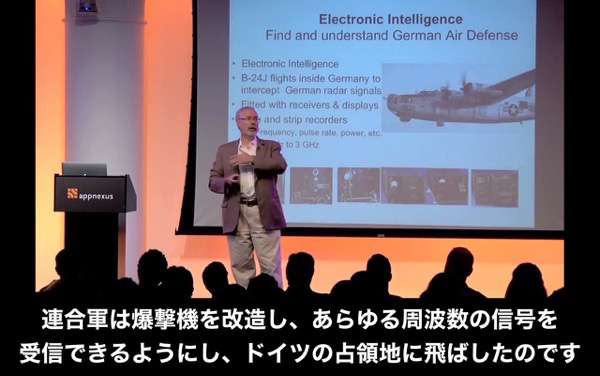 Electronic Intelligence
Find and understand German Air Defense
• Electronic Intelligence
• B-24J flights inside Germany to
intercept German radar signals
• Fitted with receivers & displays
and strip recorders
pulse rate, power, etc.
to 3 GHz
appnexus
連合軍は爆撃機を改造し、あらゆる周波数の信号を
受信できるようにし、ドイツの占領地に飛ばしたのです